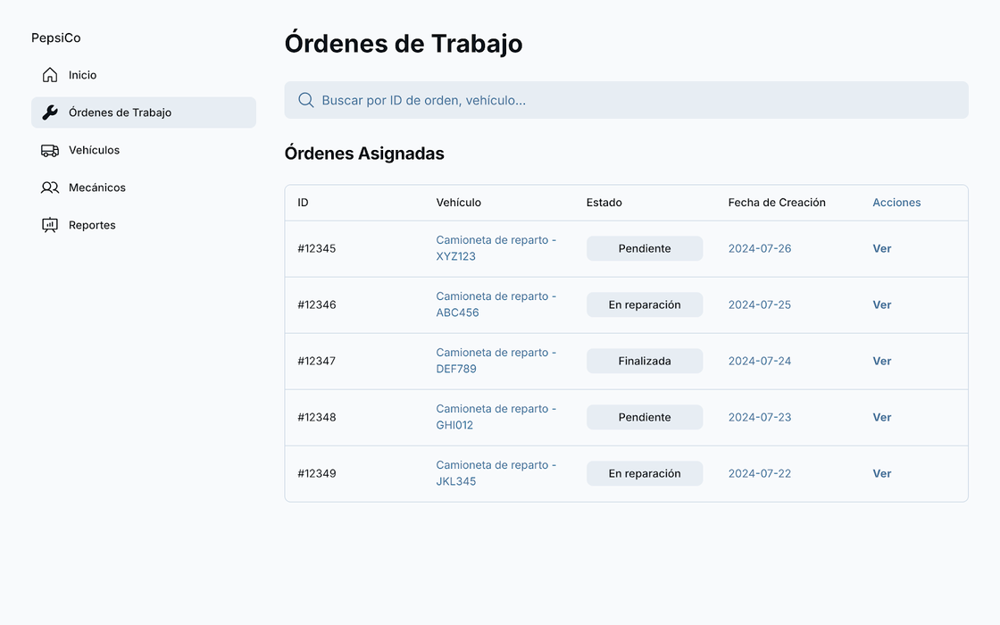 PepsiCo
Inicio
Órdenes de Trabajo
Vehículos
Mecánicos
Reportes
Órdenes de Trabajo
Buscar por ID de orden, vehículo...
Órdenes Asignadas
ID Vehículo Estado Fecha de Creación Acciones
#12345 Camioneta de reparto - XYZ123 Pendiente 2024-07-26 Ver
#12346 Camioneta de reparto - ABC456 En reparación 2024-07-25 Ver
#12347 Camioneta de reparto - DEF789 Finalizada 2024-07-24 Ver
#12348 Camioneta de reparto - GHI012 Pendiente 2024-07-23 Ver
#12349 Camioneta de reparto - JKL345 En reparación 2024-07-22 Ver